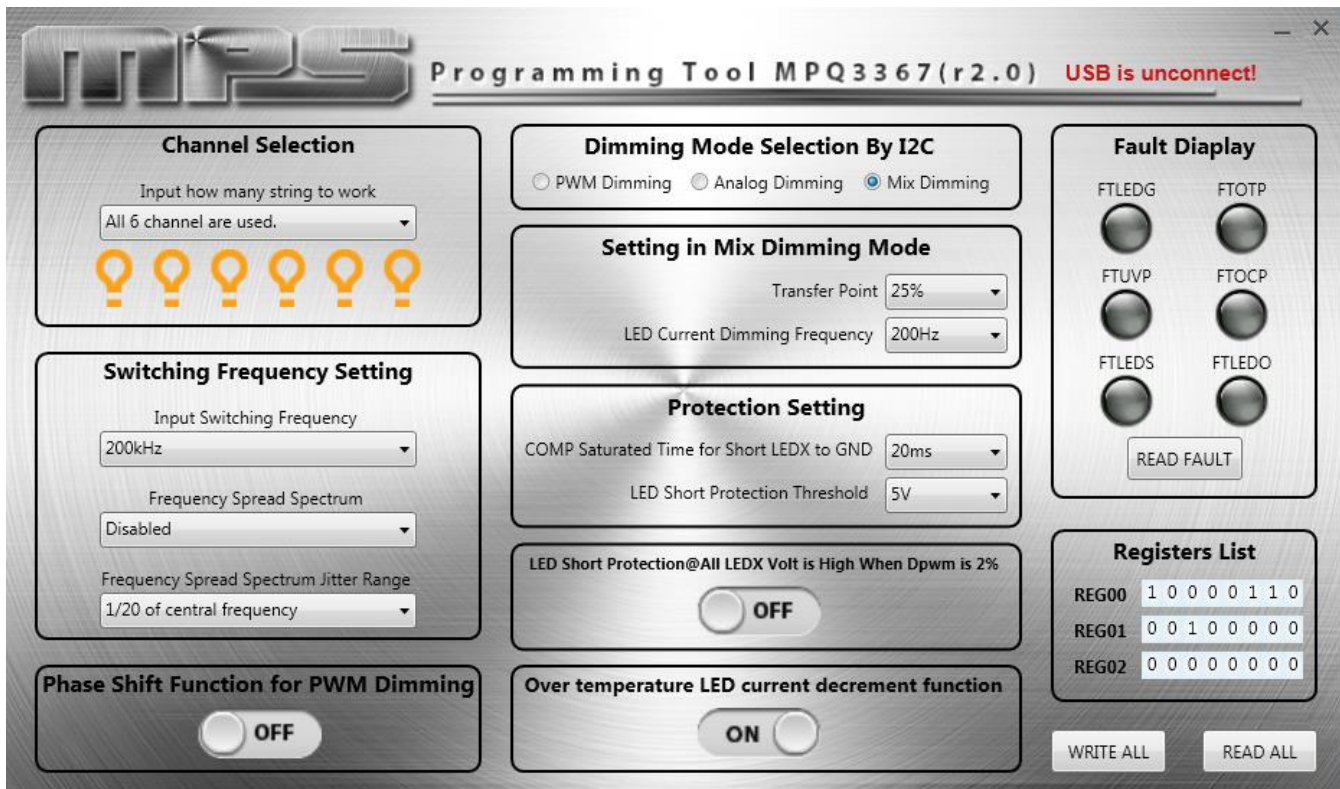 MPS
Programming Tool MPQ3367(r2.0) USB is unconnect!
Channel Selection
Input how many string to work
All 6 channel are used.
Switching Frequency Setting
Input Switching Frequency
200kHz
Frequency Spread Spectrum
Disabled
Frequency Spread Spectrum Jitter Range
1/20 of central frequency
Phase Shift Function for PWM Dimming
OFF
Dimming Mode Selection By I2C
PWM Dimming Analog Dimming Mix Dimming
Setting in Mix Dimming Mode
Transfer Point 25%
LED Current Dimming Frequency 200Hz
Protection Setting
COMP Saturated Time for Short LEDX to GND 20ms
LED Short Protection Threshold 5V
LED Short Protection@All LEDX Volt is High When Dpwm is 2%
OFF
Over temperature LED current decrement function
ON
Fault Diaplay
FTLEDG FTOTP
FTUVP FTOCP
FTLEDS FTLEDO
READ FAULT
Registers List
REG00 1 0 0 0 0 1 1 0
REG01 0 0 1 0 0 0 0 0
REG02 0 0 0 0 0 0 0 0
WRITE ALL READ ALL